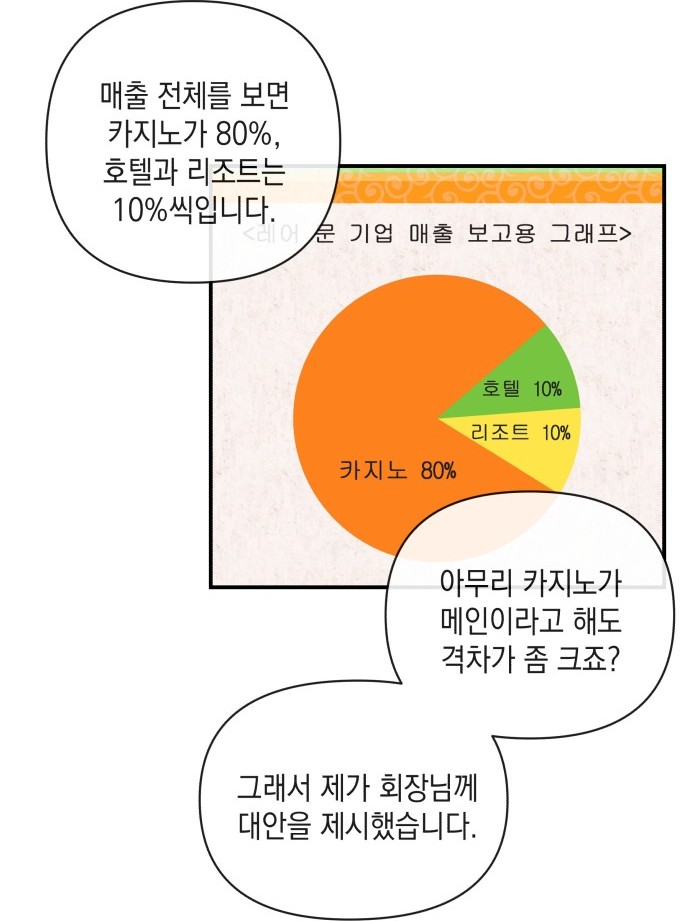 매출 전체를 보면
카지노가 80%,
호텔과 리조트는
10%씩입니다.
<레어 문 기업 매출 보고용 그래프>
호텔 10%
리조트 10%
카지노 80%
아무리 카지노가
메인이라고 해도
격차가 좀 크죠?
그래서 제가 회장님께
대안을 제시했습니다.